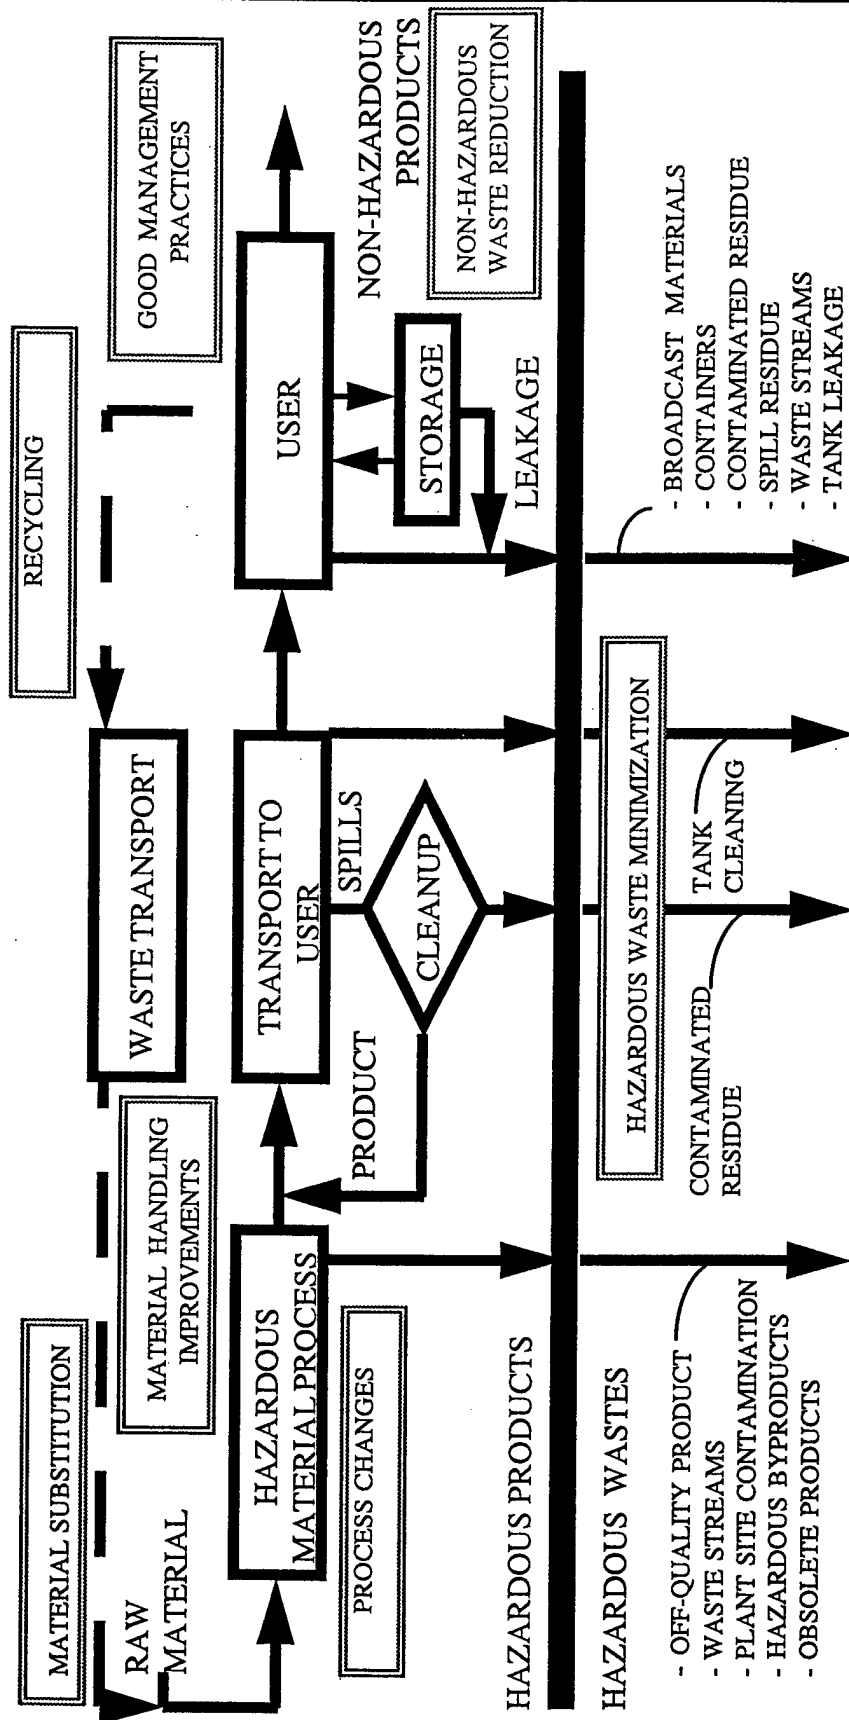 MATERIAL SUBSTITUTION
RECYCLING
RAW
MATERIAL
MATERIAL HANDLING
IMPROVEMENTS
WASTE TRANSPORT
GOOD MANAGEMENT
PRACTICES
HAZARDOUS
MATERIAL PROCESS
TRANSPORT TO
USER
USER
PROCESS CHANGES
PRODUCT
SPILLS
CLEANUP
STORAGE
LEAKAGE
NON-HAZARDOUS
PRODUCTS
NON-HAZARDOUS
WASTE REDUCTION
HAZARDOUS PRODUCTS
HAZARDOUS WASTES
HAZARDOUS WASTE MINIMIZATION
- OFF-QUALITY PRODUCT
- WASTE STREAMS
- PLANT SITE CONTAMINATION
- HAZARDOUS BYPRODUCTS
- OBSOLETE PRODUCTS
CONTAMINATED
RESIDUE
TANK
CLEANING
- BROADCAST MATERIALS
- CONTAINERS
- CONTAMINATED RESIDUE
- SPILL RESIDUE
- WASTE STREAMS
- TANK LEAKAGE